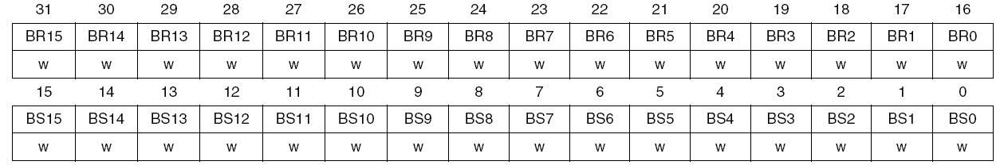 31 30 29 28 27 26 25 24 23 22 21 20 19 18 17 16
BR15 BR14 BR13 BR12 BR11 BR10 BR9 BR8 BR7 BR6 BR5 BR4 BR3 BR2 BR1 BR0
w w w w w w w w w w w w w w w w
15 14 13 12 11 10 9 8 7 6 5 4 3 2 1 0
BS15 BS14 BS13 BS12 BS11 BS10 BS9 BS8 BS7 BS6 BS5 BS4 BS3 BS2 BS1 BS0
w w w w w w w w w w w w w w w w